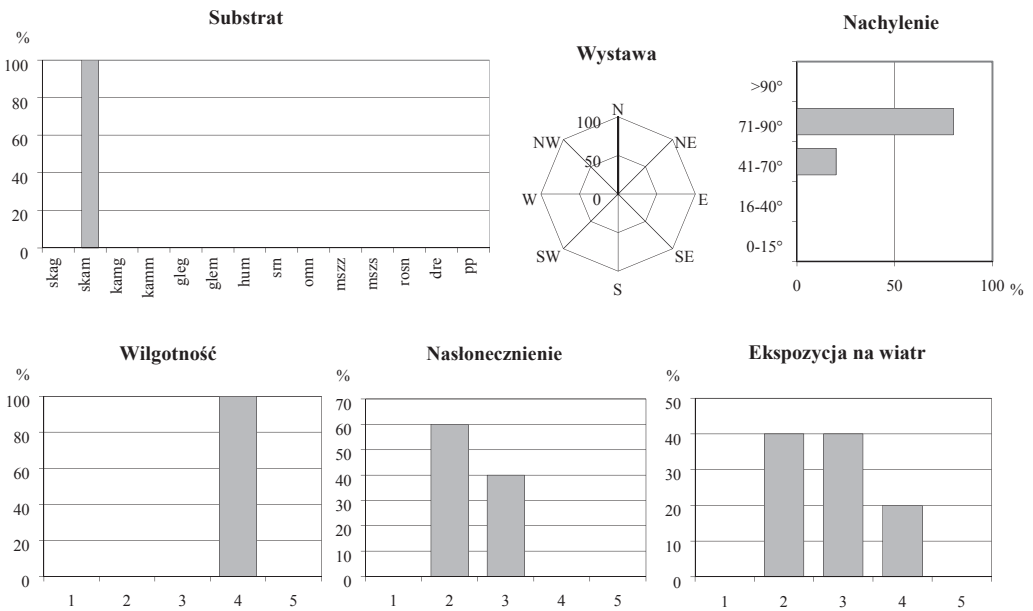 Substrat
%
100
80
60
40
20
0
skag
skam
kamg
kamm
gleg
glem
hum
srn
omn
mszz
mszs
rosn
dre
pp
Wystawa
N
NE
E
SE
S
SW
W
NW
100
50
0
Nachylenie
>90°
71-90°
41-70°
16-40°
0-15°
0 50 100 %
Wilgotność
%
100
80
60
40
20
0
1 2 3 4 5
Nasłonecznienie
%
70
60
50
40
30
20
10
0
1 2 3 4 5
Ekspozycja na wiatr
%
50
40
30
20
10
0
1 2 3 4 5